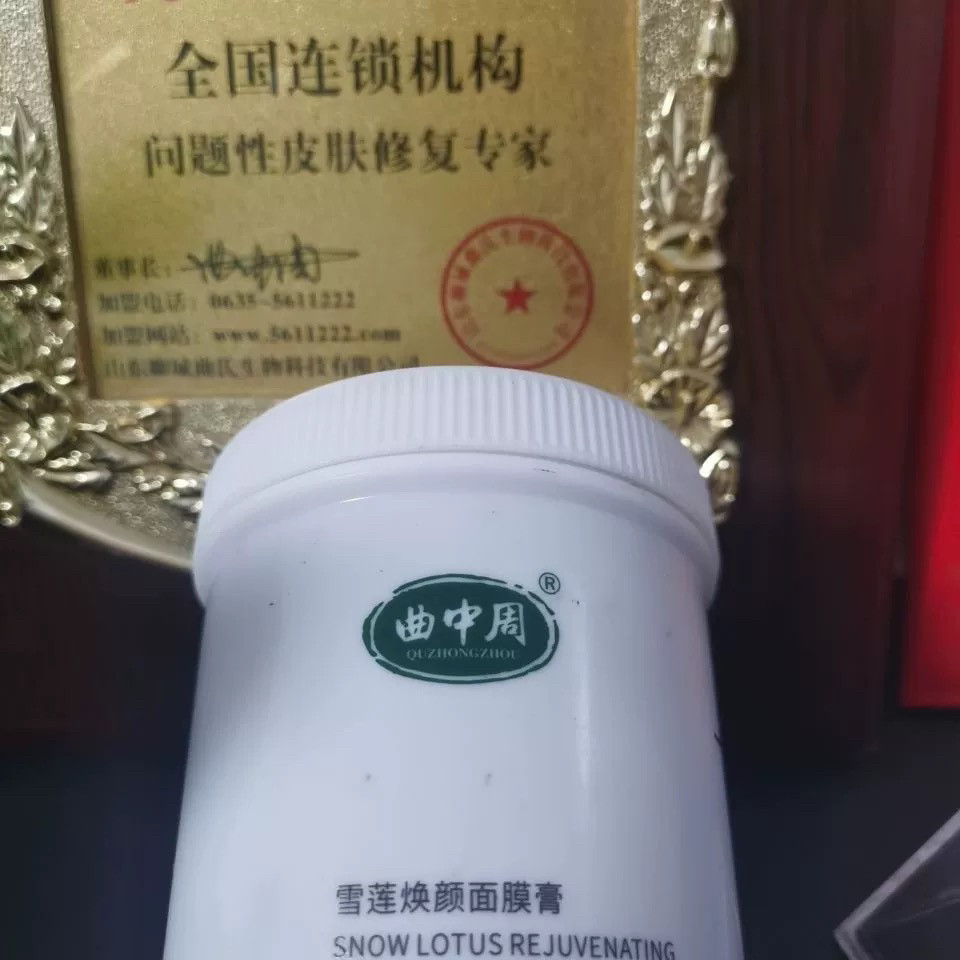 全国连锁机构
问题性皮肤修复专家
董事长：
加盟电话：0635-5611222
加盟网站：www.5611222.com
山东聊城曲氏生物科技有限公司
曲中周
®
QUZHONGZHOU
雪莲焕颜面膜膏
SNOW LOTUS REJUVENATING